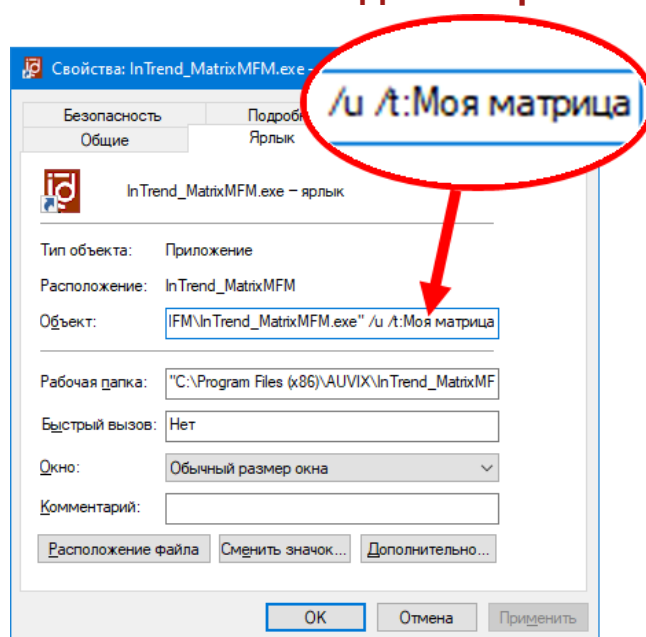 Свойства: InTrend_MatrixMFM.exe –
/u /t:Моя матрица
Безопасность
Общие
Ярлык
InTrend_MatrixMFM.exe – ярлык
Тип объекта: Приложение
Расположение: InTrend_MatrixMFM
Объект: IFM\InTrend_MatrixMFM.exe" /u /t:Моя матрица
Рабочая папка: "C:\Program Files (x86)\AUVIX\InTrend_MatrixMF
Быстрый вызов: Нет
Окно: Обычный размер окна
Комментарий:
Расположение файла Сменить значок... Дополнительно...
OK Отмена Применить